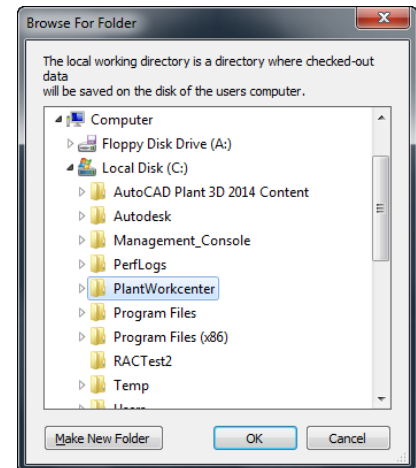 Browse For Folder
The local working directory is a directory where checked-out
data
will be saved on the disk of the users computer.
Computer
Floppy Disk Drive (A:)
Local Disk (C:)
AutoCAD Plant 3D 2014 Content
Autodesk
Management_Console
PerfLogs
PlantWorkcenter
Program Files
Program Files (x86)
RACTest2
Temp
Make New Folder OK Cancel